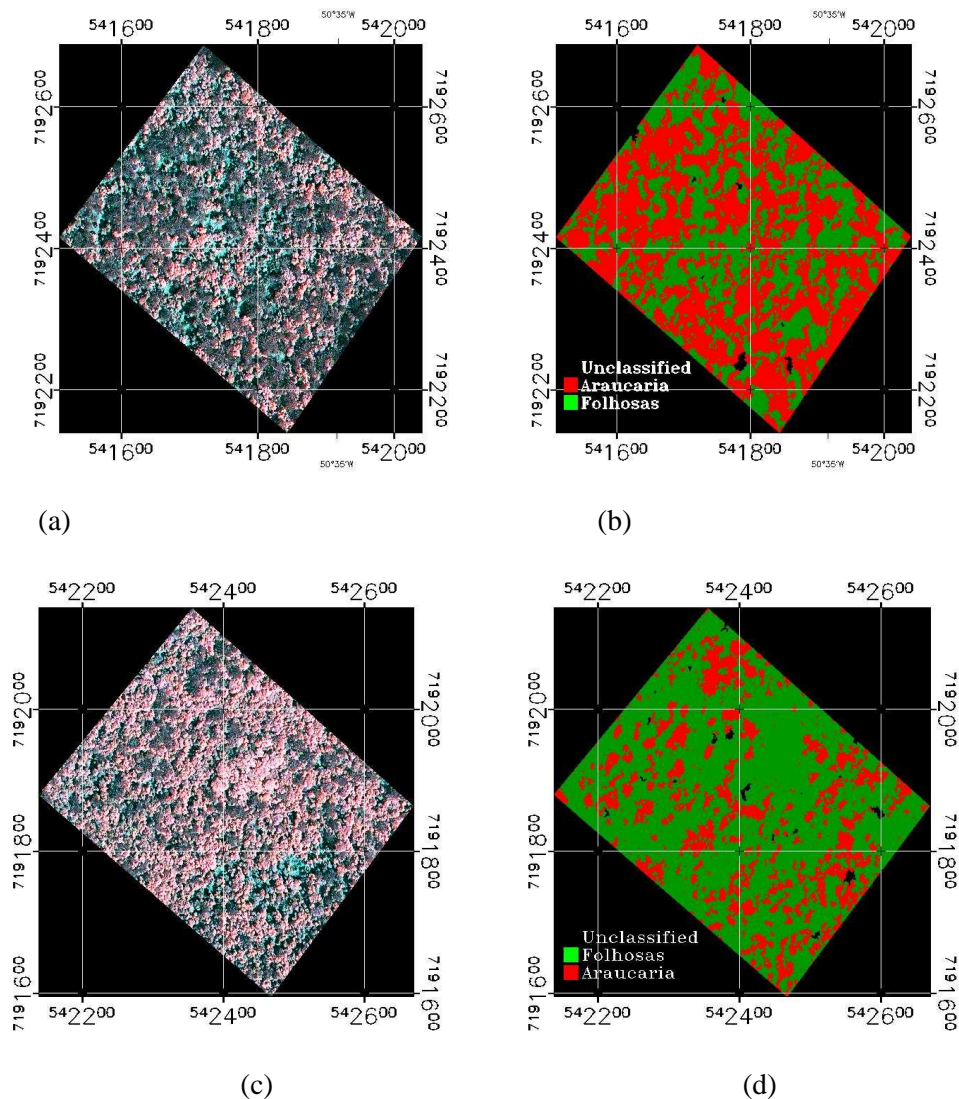 50°35'W
541600 541800 542000
7192600 7192600
7192400 7192400
7192200 7192200
541600 541800 542000
50°35'W
(a)
50°35'W
541600 541800 542000
7192600 7192600
7192400 7192400
7192200 7192200
Unclassified
Araucaria
Folhosas
541600 541800 542000
50°35'W
(b)
542200 542400 542600
7192000 7192000
7191800 7191800
7191600 7191600
542200 542400 542600
(c)
542200 542400 542600
7192000 7192000
7191800 7191800
7191600 7191600
Unclassified
Folhosas
Araucaria
542200 542400 542600
(d)